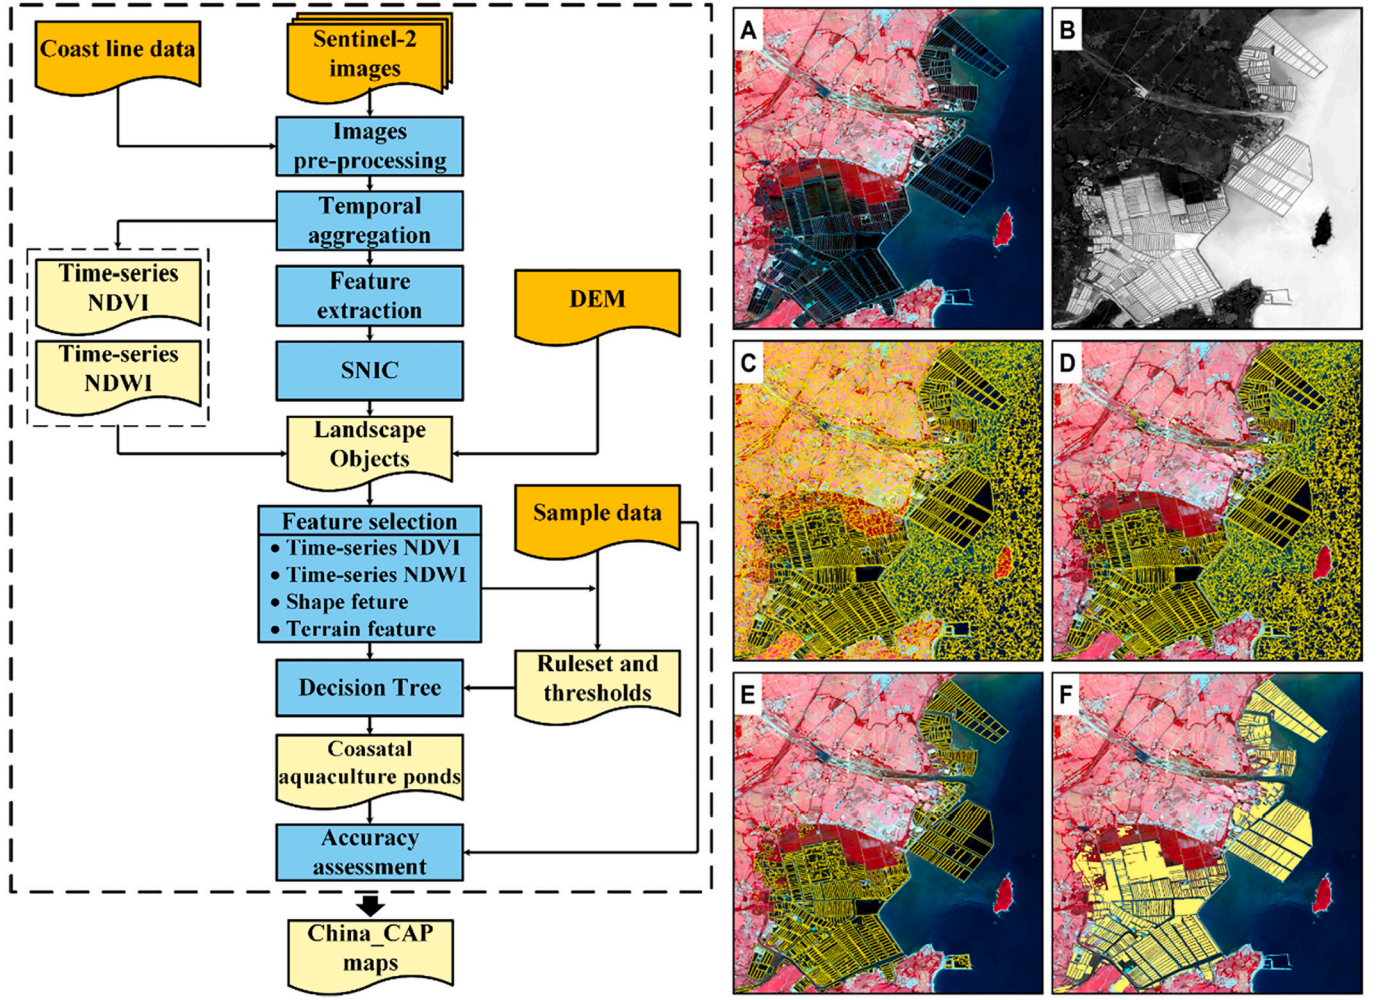 Coast line data
Sentinel-2
images
Images
pre-processing
Temporal
aggregation
Time-series
NDVI
Time-series
NDWI
Feature
extraction
DEM
SNIC
Landscape
Objects
Sample data
Feature selection
• Time-series NDVI
• Time-series NDWI
• Shape feture
• Terrain feature
Ruleset and
thresholds
Decision Tree
Coasatal
aquaculture ponds
Accuracy
assessment
China_CAP
maps
A
B
C
D
E
F